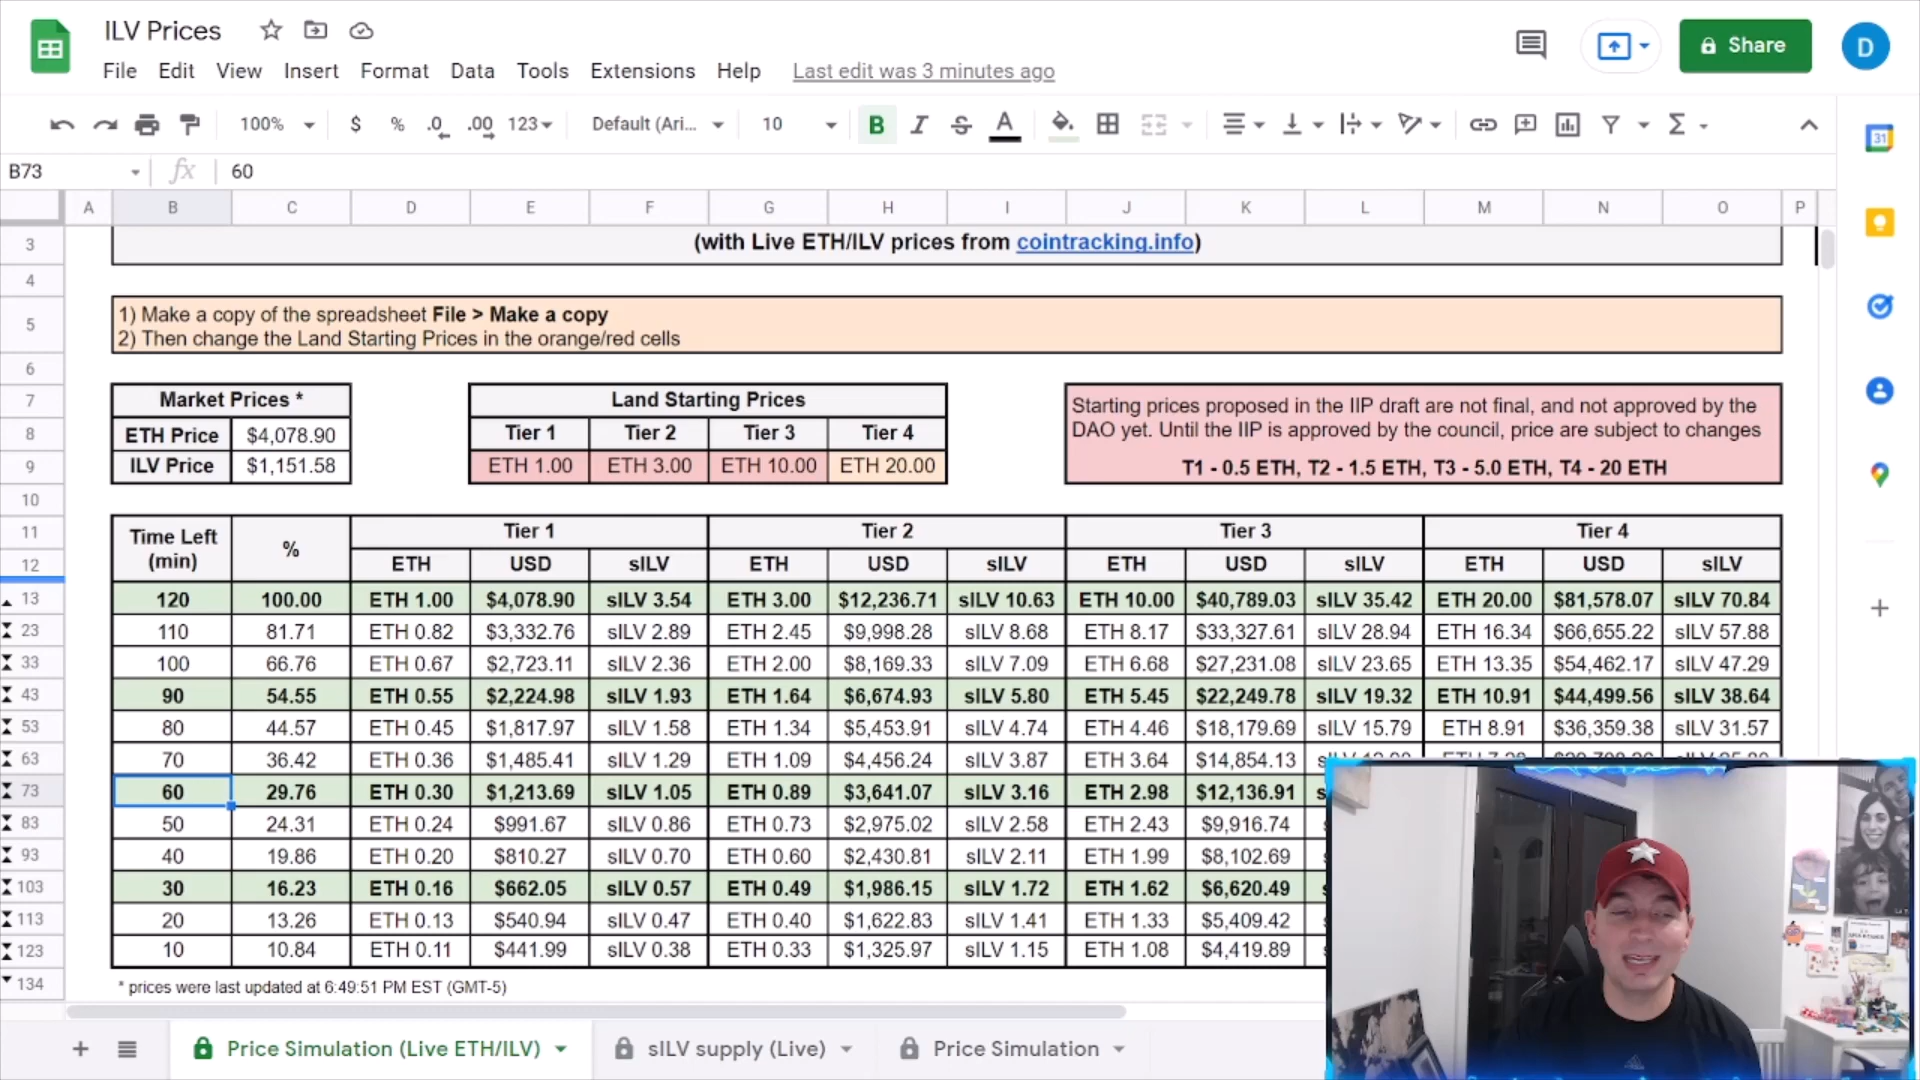 ILV Prices
File Edit View Insert Format Data Tools Extensions Help Last edit was 3 minutes ago
Share
D
100% $ % .0 .00 123 Default (Ari... 10 B I S A
B73 fx 60
A B C D E F G H I J K L M N O P
3 (with Live ETH/ILV prices from cointracking.info)
4
5 1) Make a copy of the spreadsheet File > Make a copy
2) Then change the Land Starting Prices in the orange/red cells
6
7 Market Prices * Land Starting Prices Starting prices proposed in the IIP draft are not final, and not approved by the
8 ETH Price $4,078.90 Tier 1 Tier 2 Tier 3 Tier 4 DAO yet. Until the IIP is approved by the council, price are subject to changes
9 ILV Price $1,151.58 ETH 1.00 ETH 3.00 ETH 10.00 ETH 20.00 T1 - 0.5 ETH, T2 - 1.5 ETH, T3 - 5.0 ETH, T4 - 20 ETH
10
11 Time Left (min) % Tier 1 Tier 2 Tier 3 Tier 4
12 ETH USD sILV ETH USD sILV ETH USD sILV ETH USD sILV
13 120 100.00 ETH 1.00 $4,078.90 sILV 3.54 ETH 3.00 $12,236.71 sILV 10.63 ETH 10.00 $40,789.03 sILV 35.42 ETH 20.00 $81,578.07 sILV 70.84
23 110 81.71 ETH 0.82 $3,332.76 sILV 2.89 ETH 2.45 $9,998.28 sILV 8.68 ETH 8.17 $33,327.61 sILV 28.94 ETH 16.34 $66,655.22 sILV 57.88
33 100 66.76 ETH 0.67 $2,723.11 sILV 2.36 ETH 2.00 $8,169.33 sILV 7.09 ETH 6.68 $27,231.08 sILV 23.65 ETH 13.35 $54,462.17 sILV 47.29
43 90 54.55 ETH 0.55 $2,224.98 sILV 1.93 ETH 1.64 $6,674.93 sILV 5.80 ETH 5.45 $22,249.78 sILV 19.32 ETH 10.91 $44,499.56 sILV 38.64
53 80 44.57 ETH 0.45 $1,817.97 sILV 1.58 ETH 1.34 $5,453.91 sILV 4.74 ETH 4.46 $18,179.69 sILV 15.79 ETH 8.91 $36,359.38 sILV 31.57
63 70 36.42 ETH 0.36 $1,485.41 sILV 1.29 ETH 1.09 $4,456.24 sILV 3.87 ETH 3.64 $14,854.13
73 60 29.76 ETH 0.30 $1,213.69 sILV 1.05 ETH 0.89 $3,641.07 sILV 3.16 ETH 2.98 $12,136.91
83 50 24.31 ETH 0.24 $991.67 sILV 0.86 ETH 0.73 $2,975.02 sILV 2.58 ETH 2.43 $9,916.74
93 40 19.86 ETH 0.20 $810.27 sILV 0.70 ETH 0.60 $2,430.81 sILV 2.11 ETH 1.99 $8,102.69
103 30 16.23 ETH 0.16 $662.05 sILV 0.57 ETH 0.49 $1,986.15 sILV 1.72 ETH 1.62 $6,620.49
113 20 13.26 ETH 0.13 $540.94 sILV 0.47 ETH 0.40 $1,622.83 sILV 1.41 ETH 1.33 $5,409.42
123 10 10.84 ETH 0.11 $441.99 sILV 0.38 ETH 0.33 $1,325.97 sILV 1.15 ETH 1.08 $4,419.89
134 * prices were last updated at 6:49:51 PM EST (GMT-5)
Price Simulation (Live ETH/ILV) sILV supply (Live) Price Simulation
31